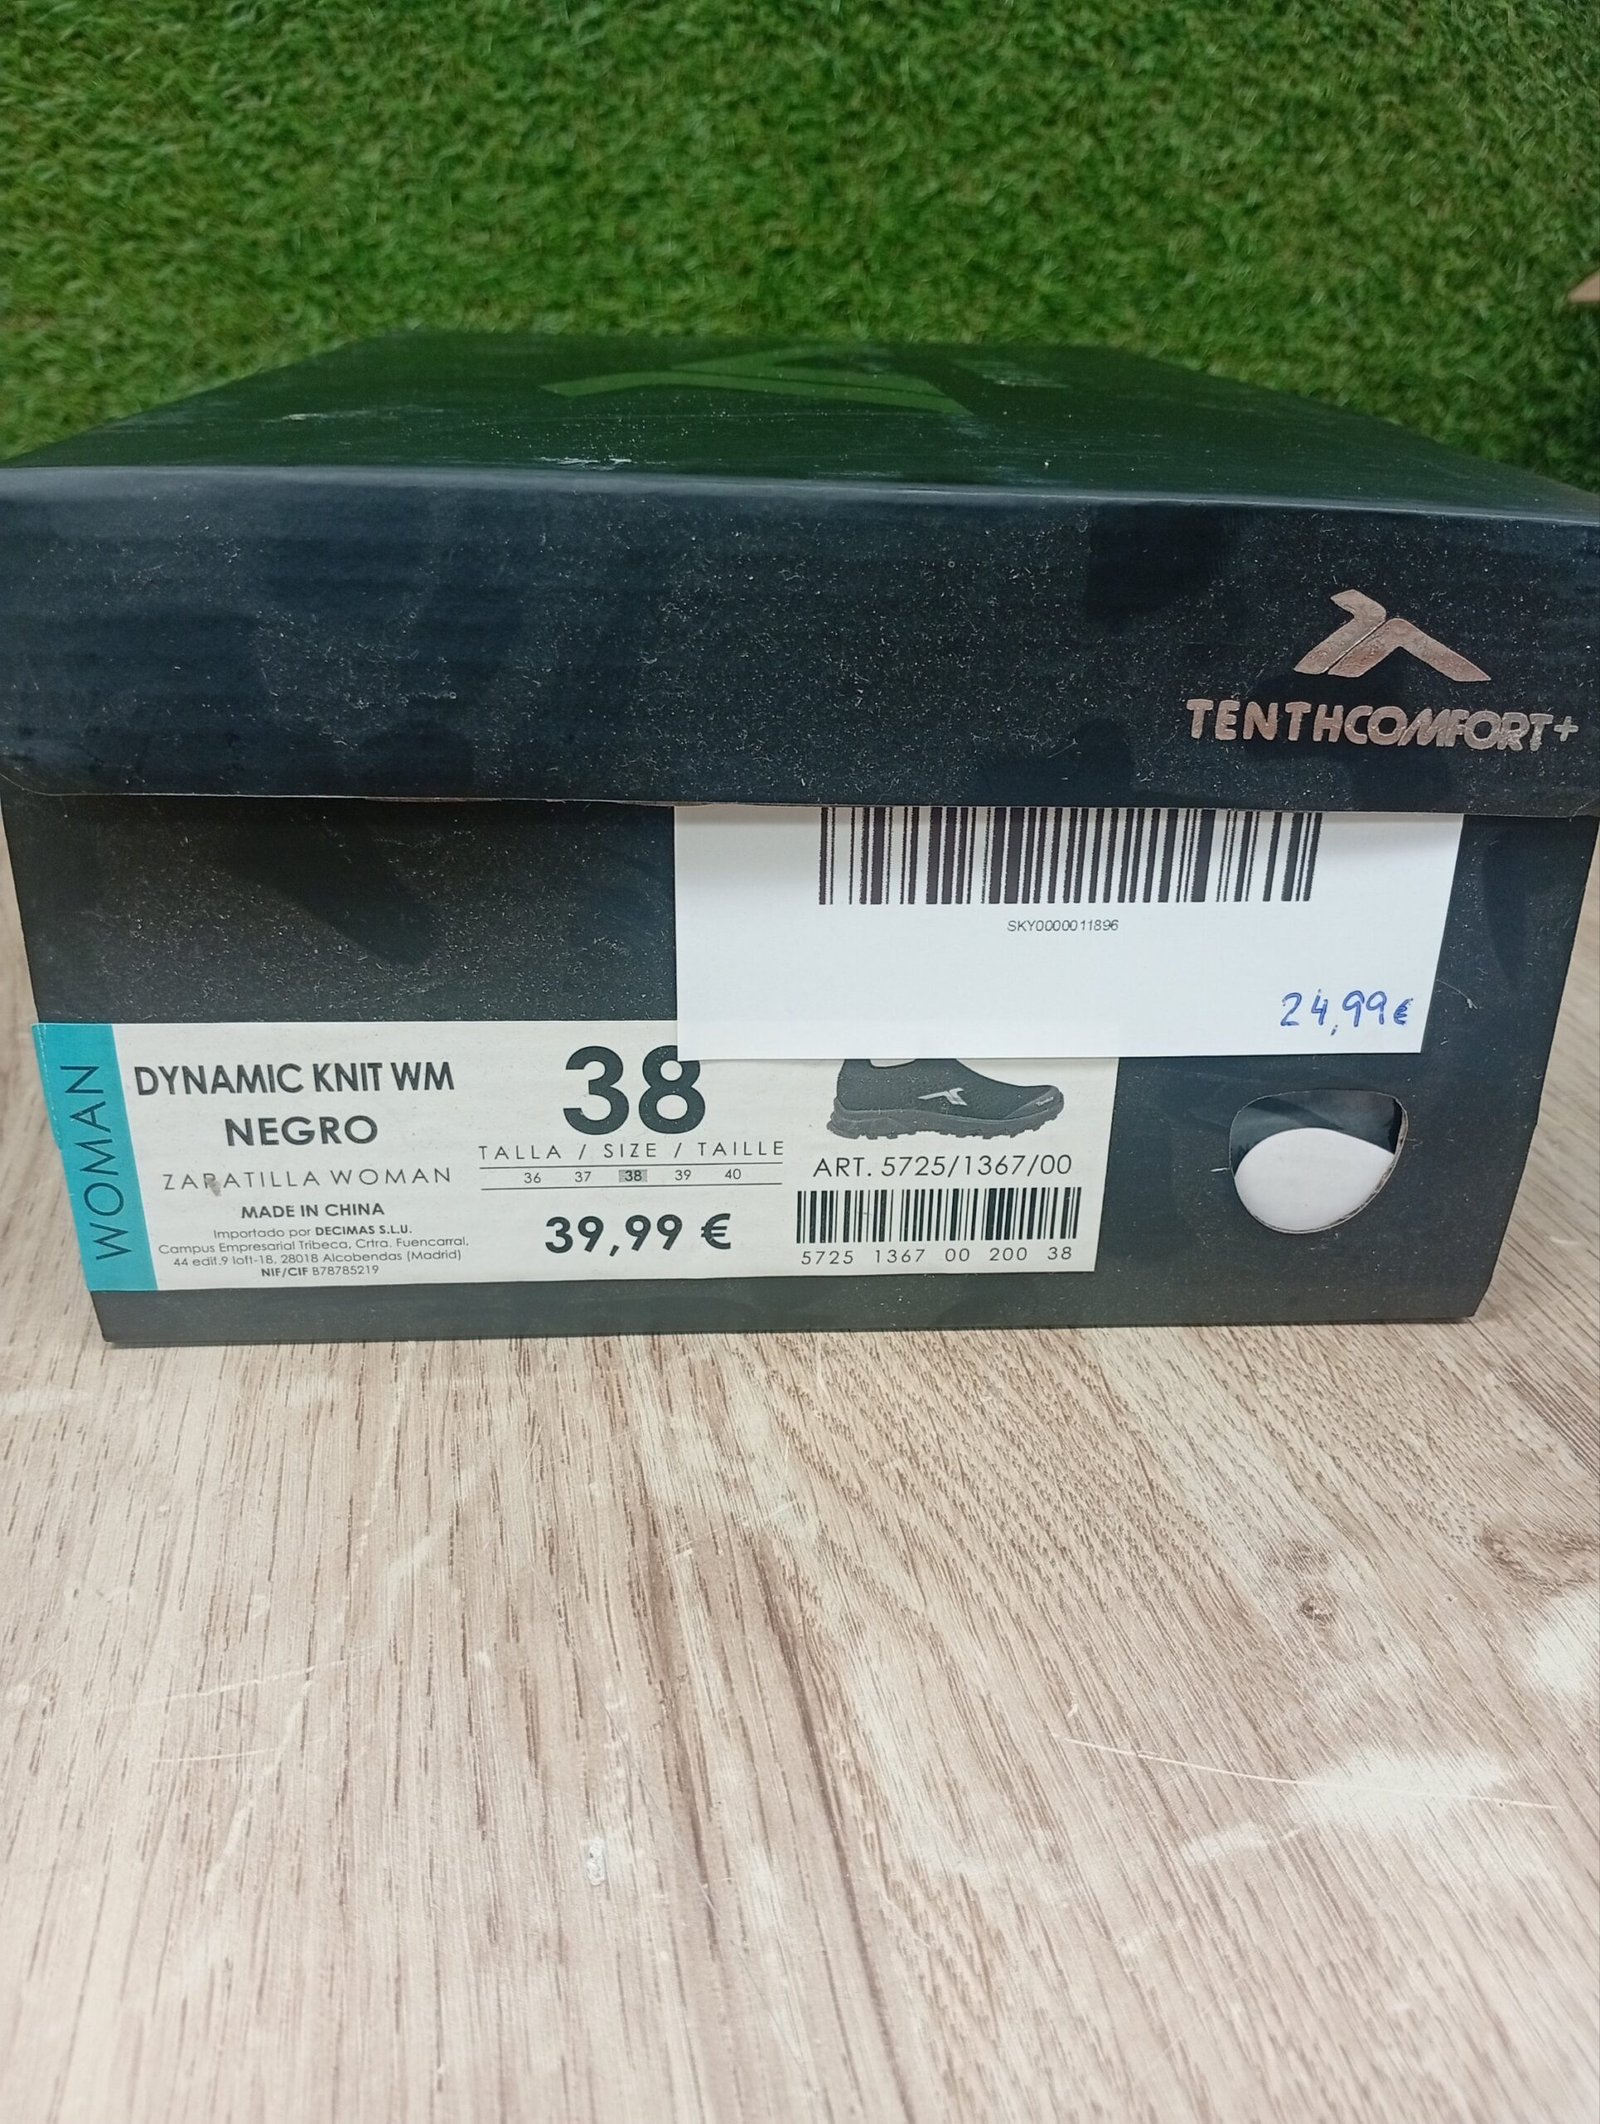 TENTHCOMFORT+
SKY0000011896
24,99€
WOMAN
DYNAMIC KNIT WM
NEGRO
ZAPATILLA WOMAN
MADE IN CHINA
Importado por DECIMAS S.L.U.
Campus Empresarial Tribeca, Crtra. Fuencarral,
44 edif.9 loft-18, 28018 Alcobendas (Madrid)
NIF/CIF B78785219
38
TALLA / SIZE / TAILLE
36 37 38 39 40
39,99 €
ART. 5725/1367/00
5725 1367 00 200 38